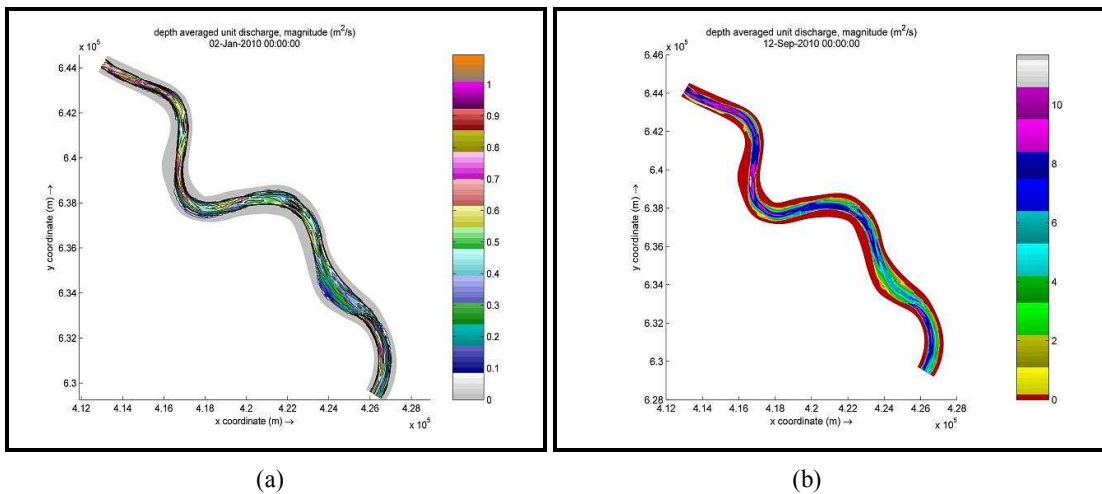 depth averaged unit discharge, magnitude (m²/s)
02-Jan-2010 00:00:00
x 10⁵
6.44
6.42
6.4
6.38
6.36
6.34
6.32
6.3
y coordinate (m) →
4.12 4.14 4.16 4.18 4.2 4.22 4.24 4.26 4.28
x coordinate (m) →
x 10⁵
1
0.9
0.8
0.7
0.6
0.5
0.4
0.3
0.2
0.1
0
(a)
depth averaged unit discharge, magnitude (m²/s)
12-Sep-2010 00:00:00
x 10⁵
6.46
6.44
6.42
6.4
6.38
6.36
6.34
6.32
6.3
6.28
y coordinate (m) →
4.12 4.14 4.16 4.18 4.2 4.22 4.24 4.26 4.28
x coordinate (m) →
x 10⁵
10
8
6
4
2
0
(b)